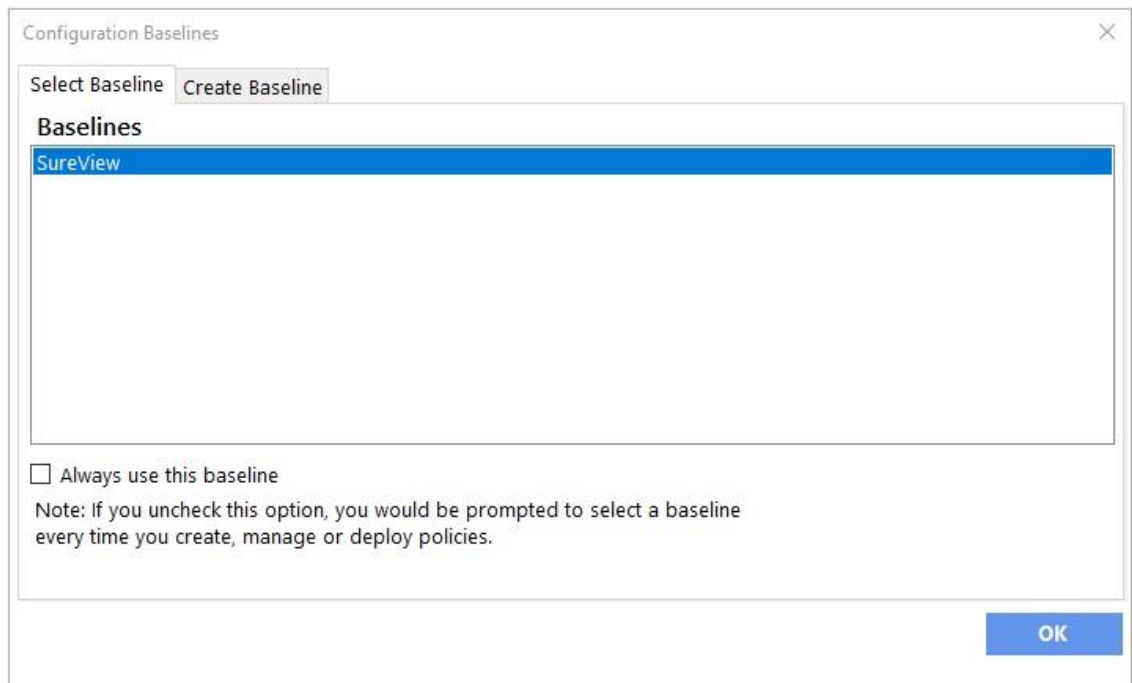 Configuration Baselines
Select Baseline
Create Baseline
Baselines
SureView
Always use this baseline
Note: If you uncheck this option, you would be prompted to select a baseline
every time you create, manage or deploy policies.
OK